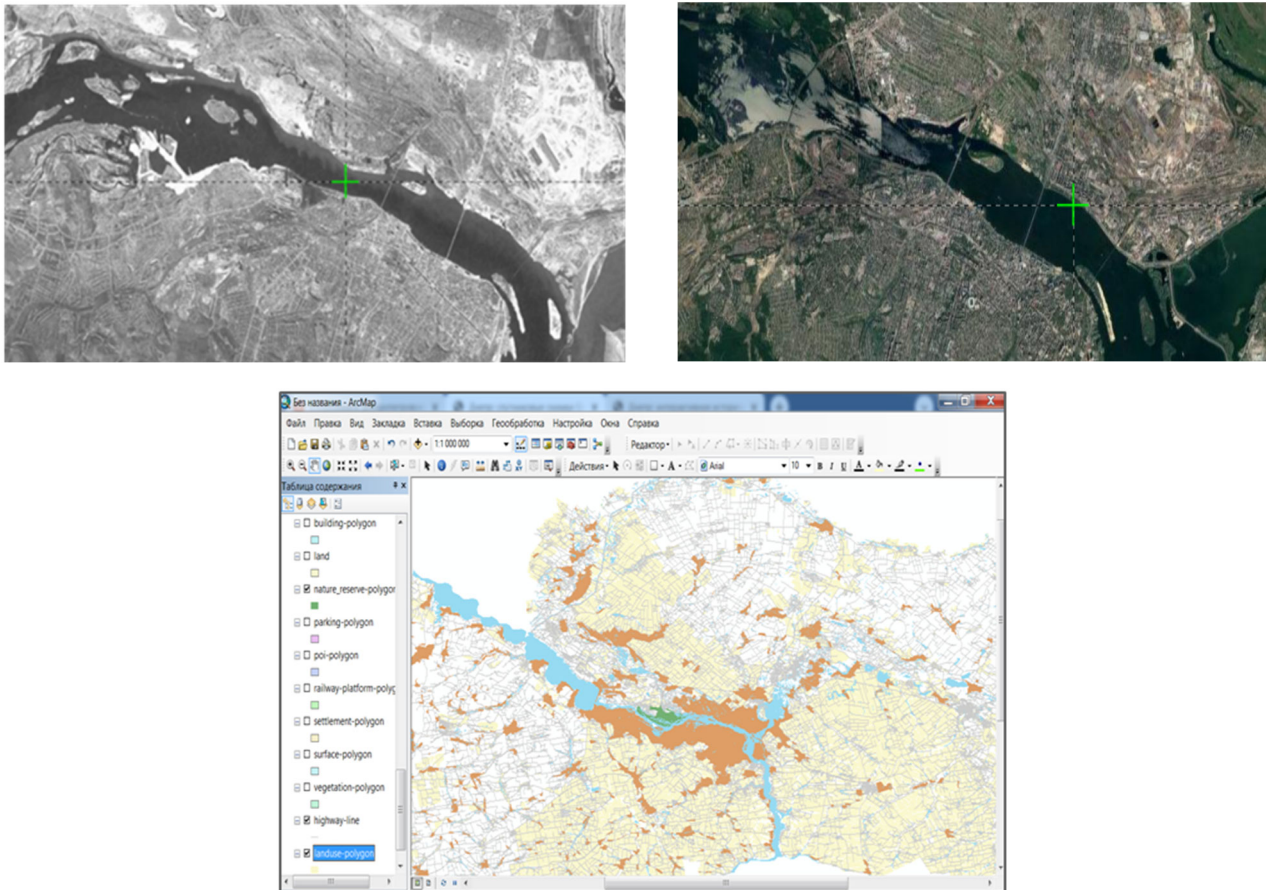 Без названия - ArcMap
Файл Правка Вид Закладка Вставка Выборка Геообработка Настройка Окна Справка
1:1 000 000 Редактор
Действия Arial 10 B I U A
Таблица содержания
building-polygon
land
nature_reserve-polygon
parking-polygon
poi-polygon
railway-platform-polyg
settlement-polygon
surface-polygon
vegetation-polygon
highway-line
landuse-polygon